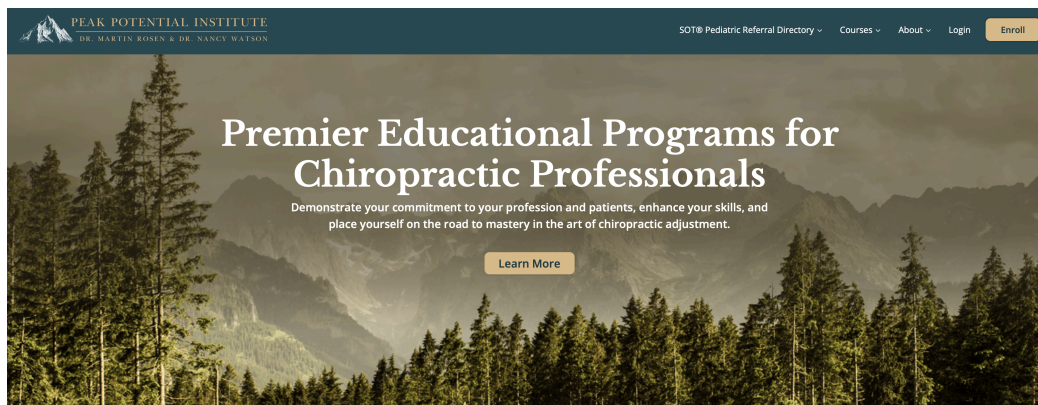 PEAK POTENTIAL INSTITUTE
DR. MARTIN ROSEN & DR. NANCY WATSON
SOT® Pediatric Referral Directory
Courses
About
Login
Enroll
Premier Educational Programs for
Chiropractic Professionals
Demonstrate your commitment to your profession and patients, enhance your skills, and
place yourself on the road to mastery in the art of chiropractic adjustment.
Learn More